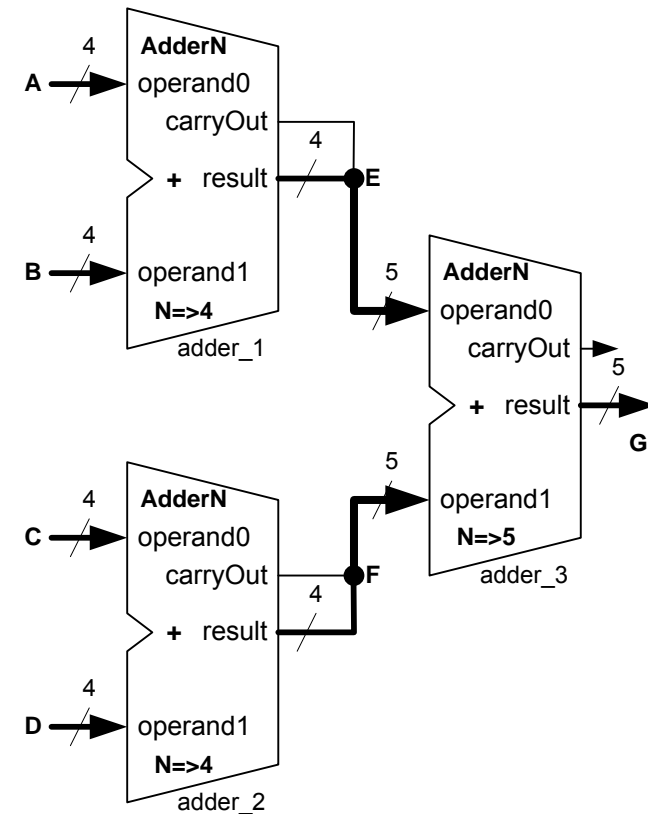 4
AdderN
A
operand0
carryOut
4
+ result
E
4
B
operand1
N=>4
adder_1
5
AdderN
operand0
carryOut
5
+ result
G
5
operand1
N=>5
adder_3
4
AdderN
C
operand0
carryOut
F
4
+ result
4
D
operand1
N=>4
adder_2